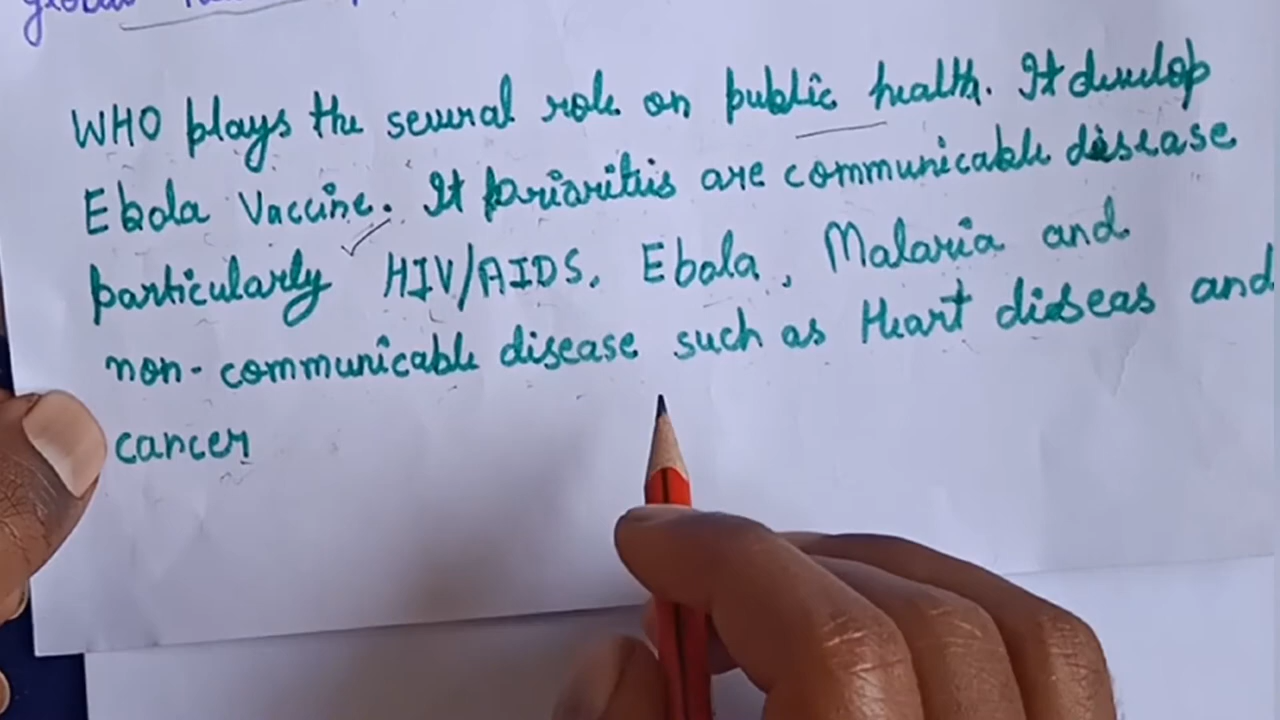 global
WHO plays the several role on public health. It develop
Ebola Vaccine. It prioritis are communicable disease
particularly HIV/AIDS, Ebola, Malaria and
non-communicable disease such as Heart diseas and
cancer